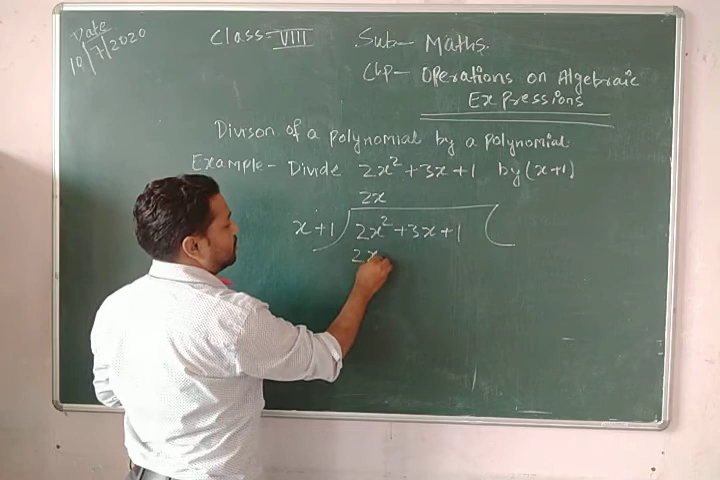 Date
10/7/2020
Class- VIII
Sub- Maths.
Chp- Operations on Algebraic
Expressions
Divison of a polynomial by a polynomial.
Example- Divide 2x²+3x+1 by (x+1)
2x
x+1) 2x²+3x+1 (
2x